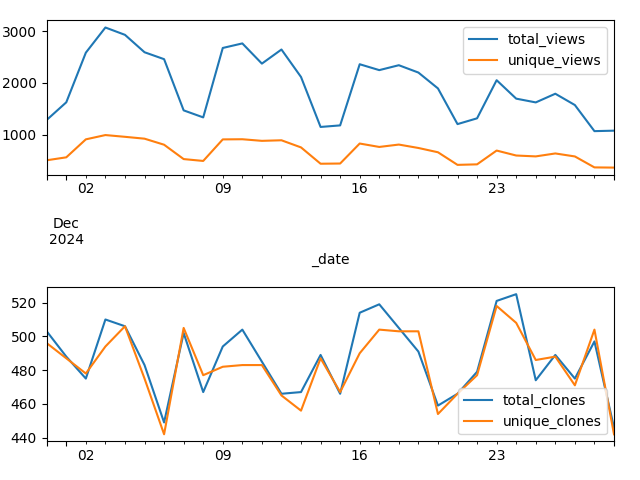 3000
2000
1000
total_views
unique_views
02
09
16
23
Dec
2024
_date
520
500
480
460
440
total_clones
unique_clones
02
09
16
23